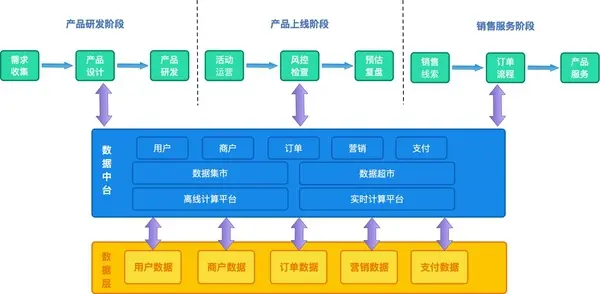 产品研发阶段
产品上线阶段
销售服务阶段
需求
收集
产品
设计
产品
研发
活动
运营
风控
检查
预估
复盘
销售
线索
订单
流程
产品
服务
数据中台
用户
商户
订单
营销
支付
数据集市
数据超市
离线计算平台
实时计算平台
数据层
用户数据
商户数据
订单数据
营销数据
支付数据